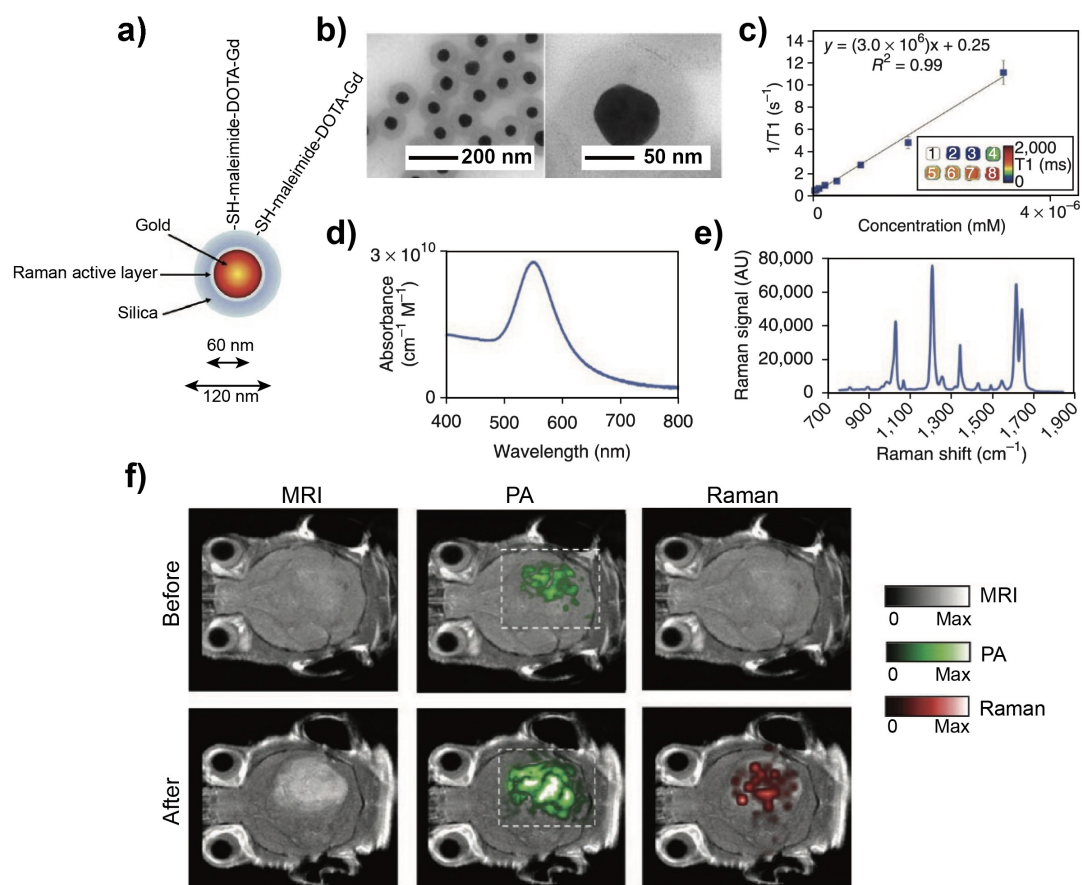 a)
-SH-maleimide-DOTA-Gd
-SH-maleimide-DOTA-Gd
Gold
Raman active layer
Silica
60 nm
120 nm
b)
200 nm
50 nm
c)
14
12
10
8
6
4
2
0
1/T1 (s⁻¹)
y = (3.0 × 10⁶)x + 0.25
R² = 0.99
1 2 3 4
5 6 7 8
2,000
T1 (ms)
0
0
4 × 10⁻⁶
Concentration (mM)
d)
3 × 10¹⁰
Absorbance
(cm⁻¹ M⁻¹)
0
400 500 600 700 800
Wavelength (nm)
e)
80,000
60,000
40,000
20,000
0
Raman signal (AU)
700 900 1,100 1,300 1,500 1,700 1,900
Raman shift (cm⁻¹)
f)
MRI PA Raman
Before
After
MRI
0 Max
PA
0 Max
Raman
0 Max